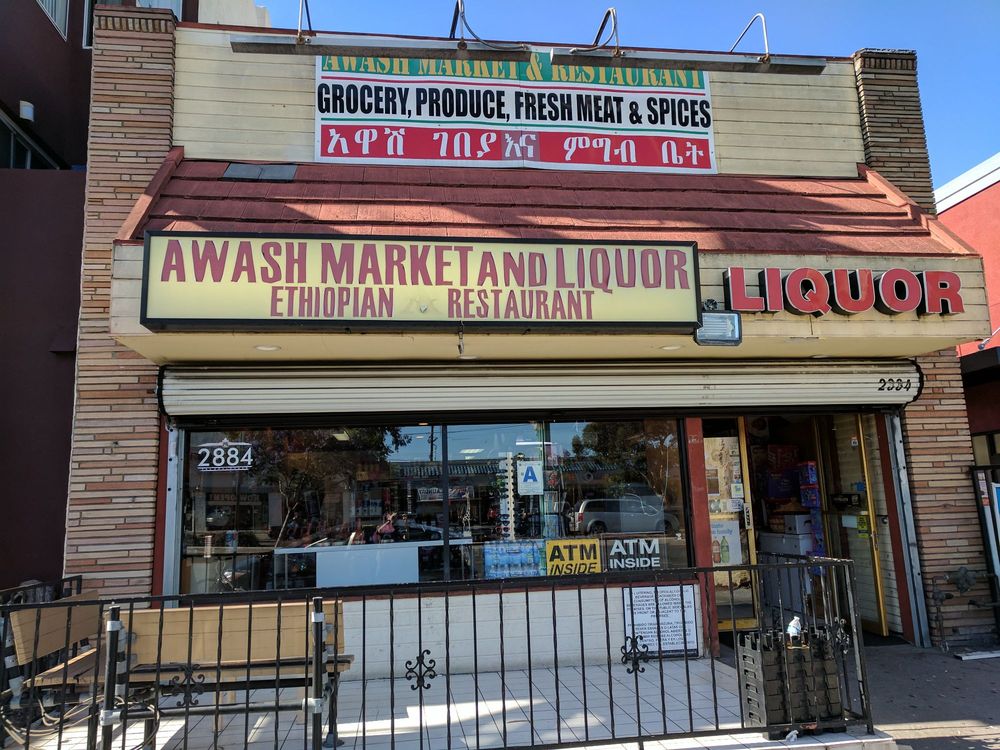 AWASH MARKET & RESTAURANT
GROCERY, PRODUCE, FRESH MEAT & SPICES
አዋሽ ገበያ እና ምግብ ቤት
AWASH MARKET AND LIQUOR
ETHIOPIAN RESTAURANT
LIQUOR
2884
2884
A
ATM
INSIDE
ATM
INSIDE